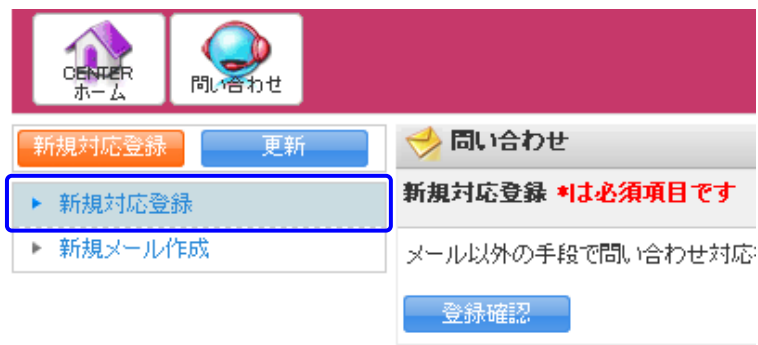 CENTER
ホーム
問い合わせ
新規対応登録
更新
新規対応登録
新規メール作成
問い合わせ
新規対応登録 *は必須項目です
メール以外の手段で問い合わせ対応
登録確認